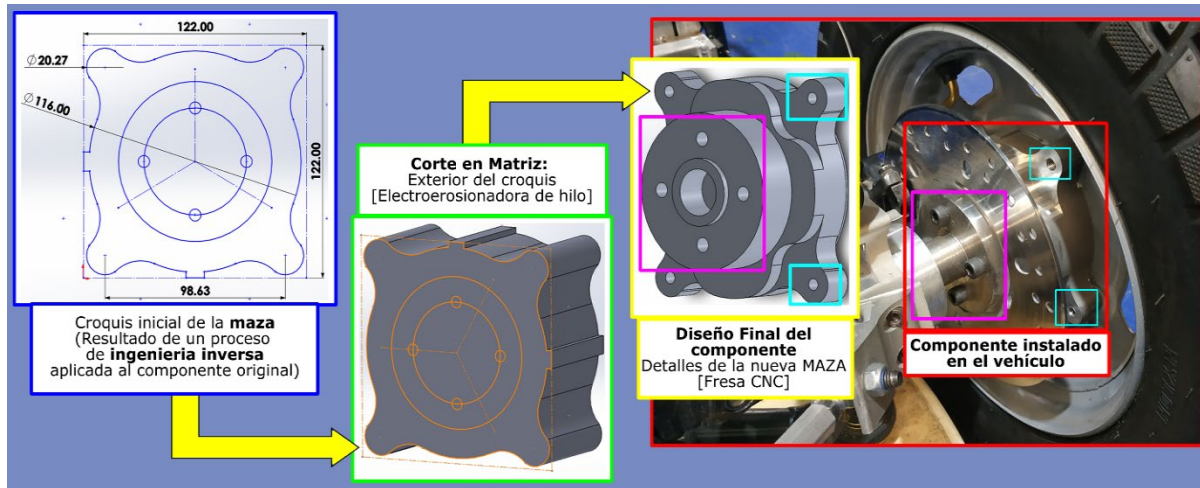 122.00
Ø20.27
Ø116.00
122.00
98.63
Croquis inicial de la maza
(Resultado de un proceso
de ingenieria inversa
aplicada al componente original)
Corte en Matriz:
Exterior del croquis
[Electroerosionadora de hilo]
Diseño Final del
componente
Detalles de la nueva MAZA
[Fresa CNC]
Componente instalado
en el vehículo